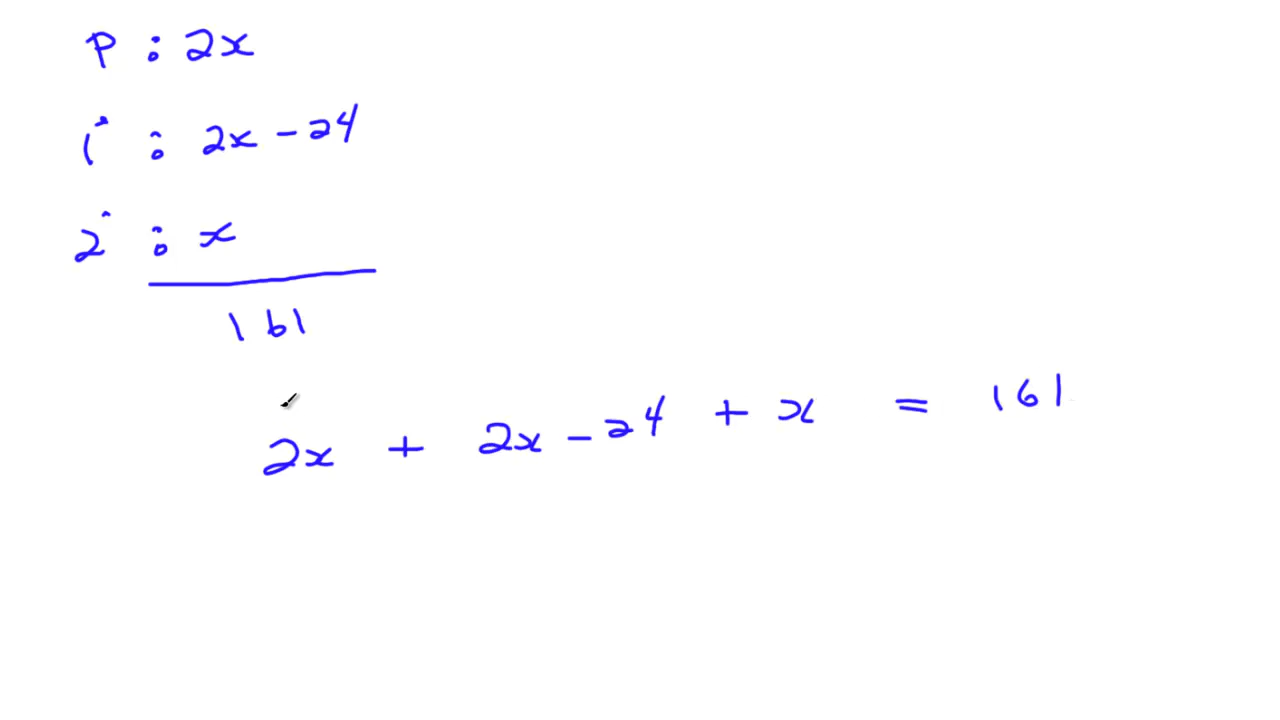 P : 2x
1° : 2x - 24
2° : x
161
2x + 2x - 24 + x = 161